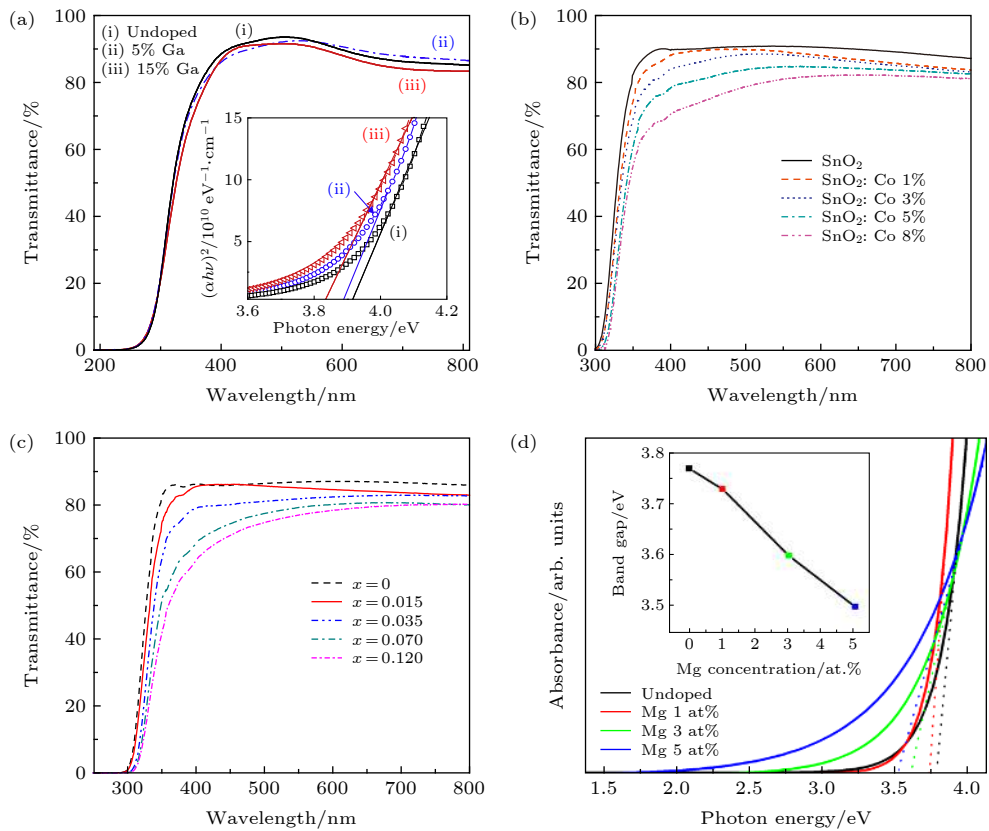 (a)
(i) Undoped
(ii) 5% Ga
(iii) 15% Ga
(i)
(ii)
(iii)
Transmittance/%
100
80
60
40
20
0
200
400
600
800
Wavelength/nm
(αhν)²/10¹⁰ eV⁻¹·cm⁻¹
15
10
5
(iii)
(ii)
(i)
3.6
3.8
4.0
4.2
Photon energy/eV
(b)
Transmittance/%
100
80
60
40
20
0
SnO₂
SnO₂: Co 1%
SnO₂: Co 3%
SnO₂: Co 5%
SnO₂: Co 8%
300
400
500
600
700
800
Wavelength/nm
(c)
Transmittance/%
100
80
60
40
20
0
x=0
x=0.015
x=0.035
x=0.070
x=0.120
300
400
500
600
700
800
Wavelength/nm
(d)
Absorbance/arb. units
Band gap/eV
3.8
3.7
3.6
3.5
0
1
2
3
4
5
Mg concentration/at.%
Undoped
Mg 1 at%
Mg 3 at%
Mg 5 at%
1.5
2.0
2.5
3.0
3.5
4.0
Photon energy/eV